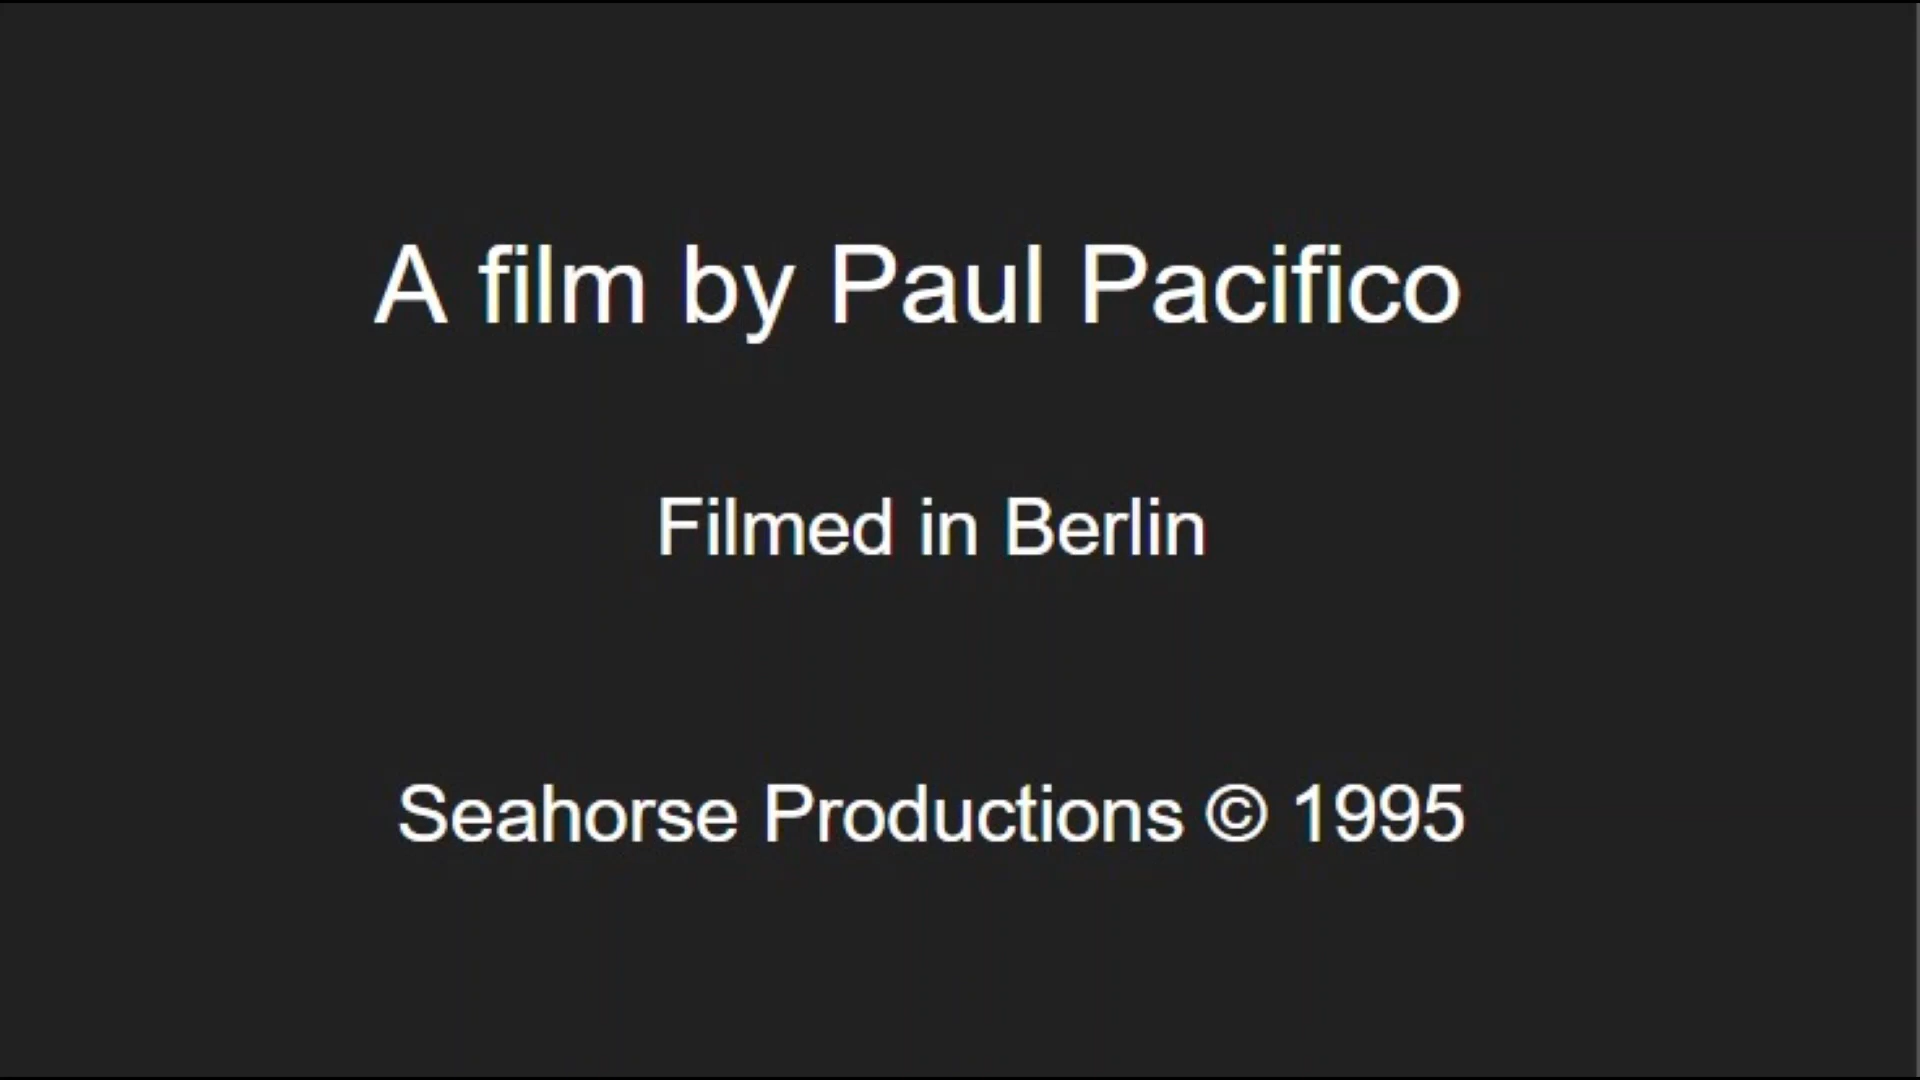 A film by Paul Pacifico
Filmed in Berlin
Seahorse Productions © 1995